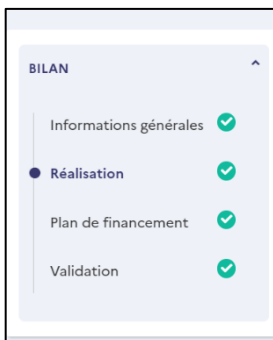 BILAN
Informations générales
Réalisation
Plan de financement
Validation